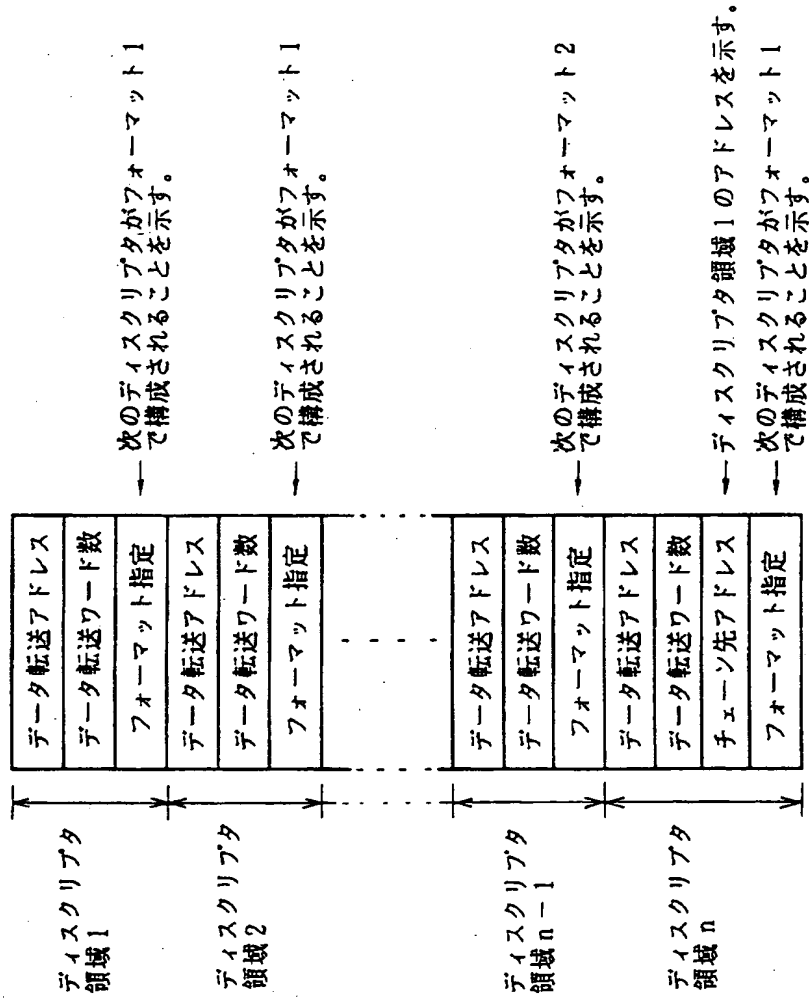 ディスクリプタ
領域1
データ転送アドレス
データ転送ワード数
フォーマット指定
次のディスクリプタがフォーマット1
で構成されることを示す。
ディスクリプタ
領域2
データ転送アドレス
データ転送ワード数
フォーマット指定
次のディスクリプタがフォーマット1
で構成されることを示す。
ディスクリプタ
領域n-1
データ転送アドレス
データ転送ワード数
フォーマット指定
次のディスクリプタがフォーマット2
で構成されることを示す。
ディスクリプタ
領域n
データ転送アドレス
データ転送ワード数
チェーン先アドレス
ディスクリプタ領域1のアドレスを示す。
フォーマット指定
次のディスクリプタがフォーマット1
で構成されることを示す。